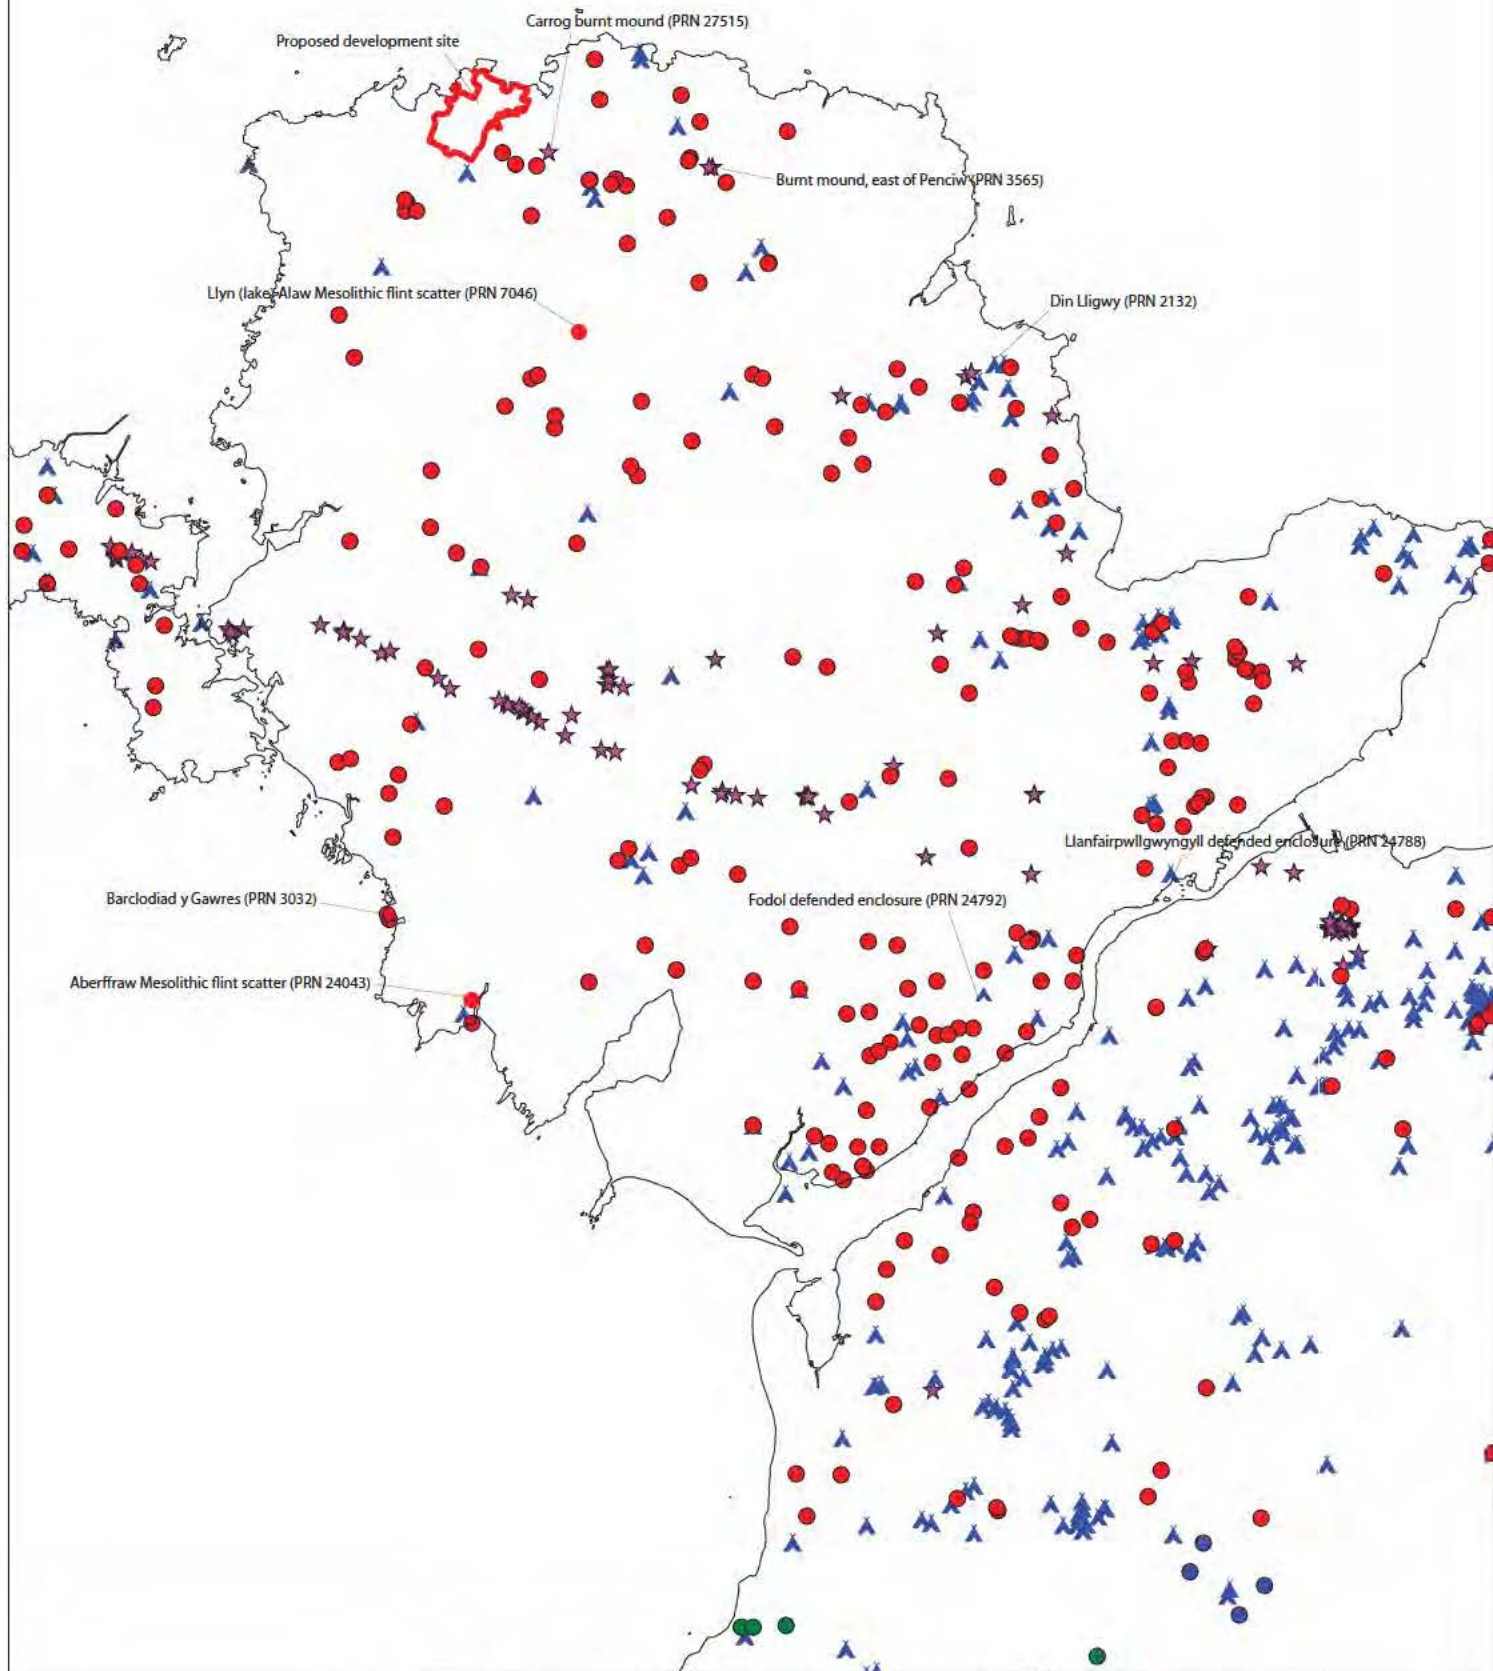 Carrog burnt mound (PRN 27515)
Proposed development site
Burnt mound, east of Penciw (PRN 3565)
Llyn (lake) Alaw Mesolithic flint scatter (PRN 7046)
Din Lligwy (PRN 2132)
Llanfairpwllgwyngyll defended enclosure (PRN 24788)
Barclodiad y Gawres (PRN 3032)
Fodol defended enclosure (PRN 24792)
Aberffraw Mesolithic flint scatter (PRN 24043)